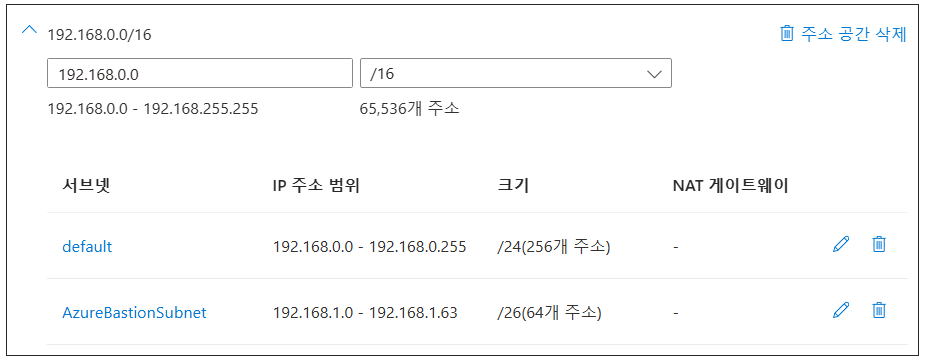 192.168.0.0/16 주소 공간 삭제
192.168.0.0 /16
192.168.0.0 - 192.168.255.255 65,536개 주소
서브넷 IP 주소 범위 크기 NAT 게이트웨이
default 192.168.0.0 - 192.168.0.255 /24(256개 주소) -
AzureBastionSubnet 192.168.1.0 - 192.168.1.63 /26(64개 주소) -